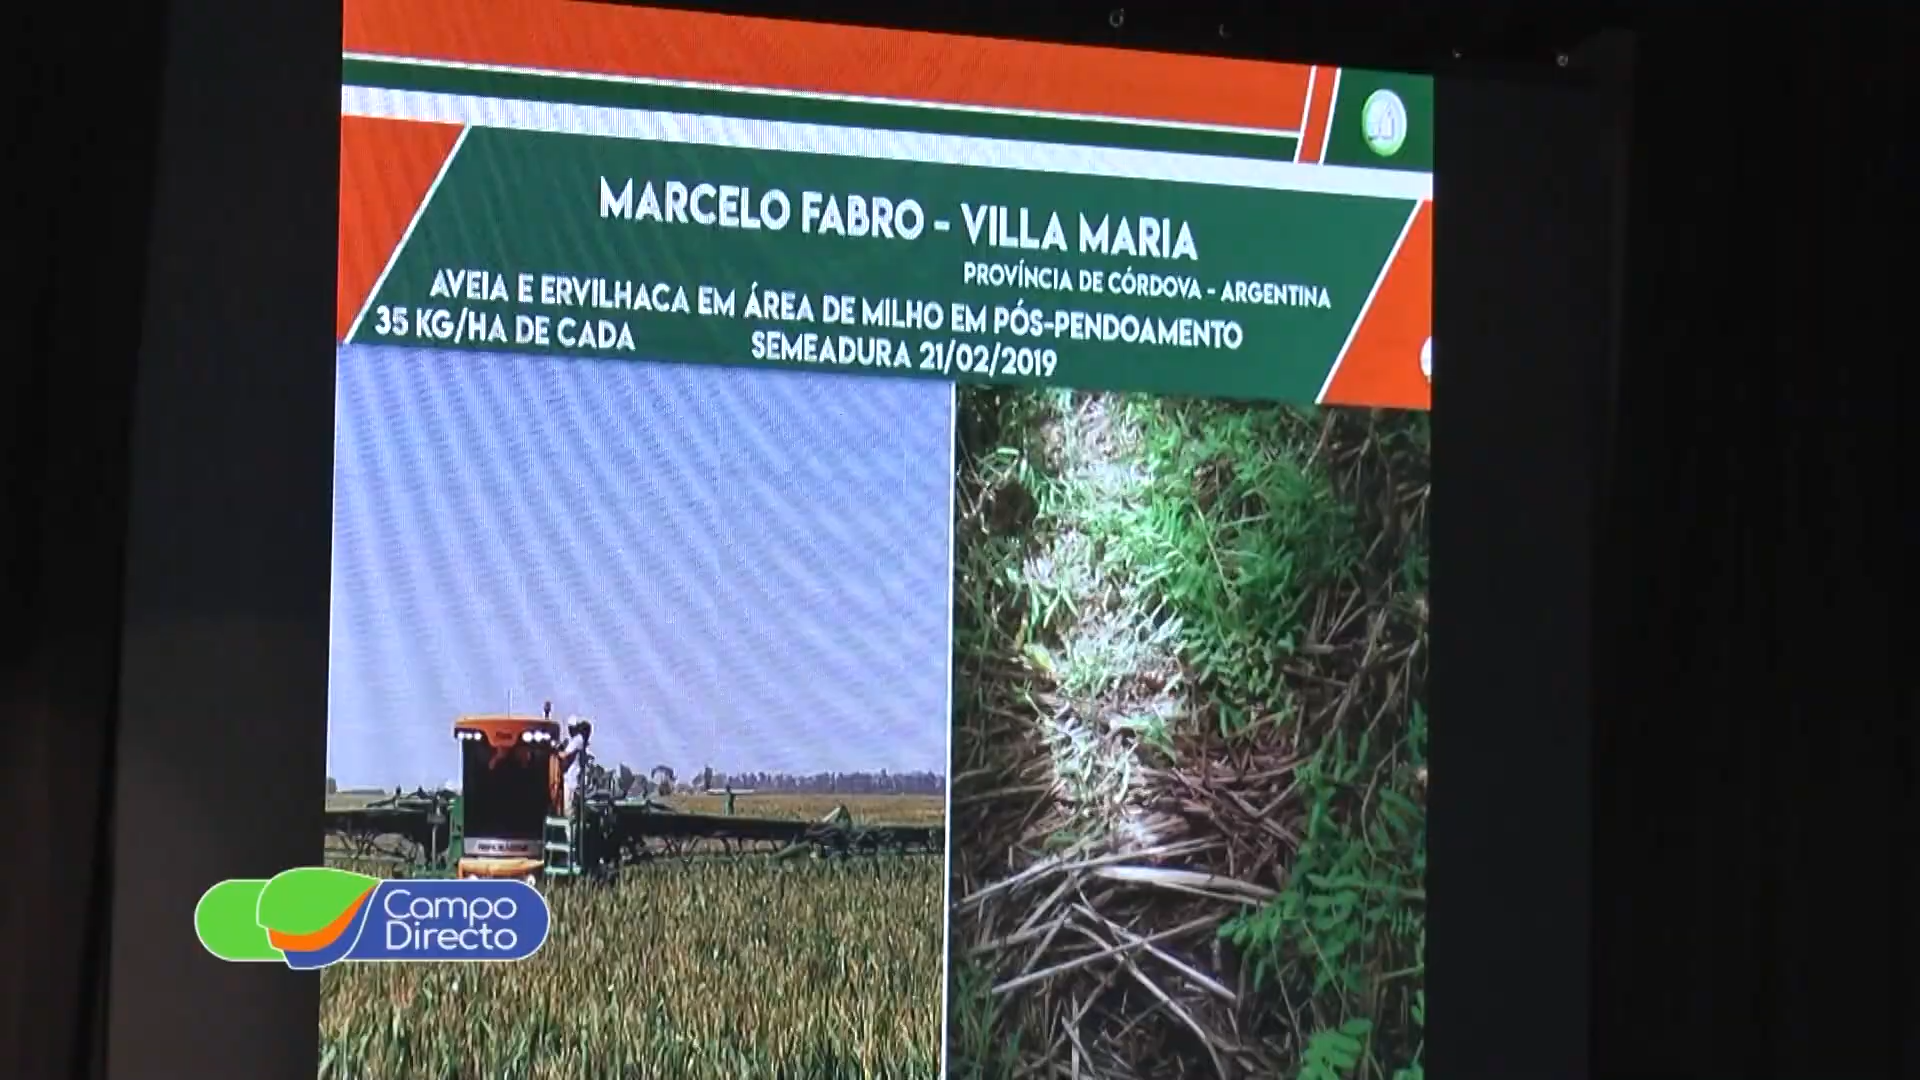 MARCELO FABRO - VILLA MARIA
PROVÍNCIA DE CÓRDOVA - ARGENTINA
AVEIA E ERVILHACA EM ÁREA DE MILHO EM PÓS-PENDOAMENTO
35 KG/HA DE CADA SEMEADURA 21/02/2019
Campo
Directo